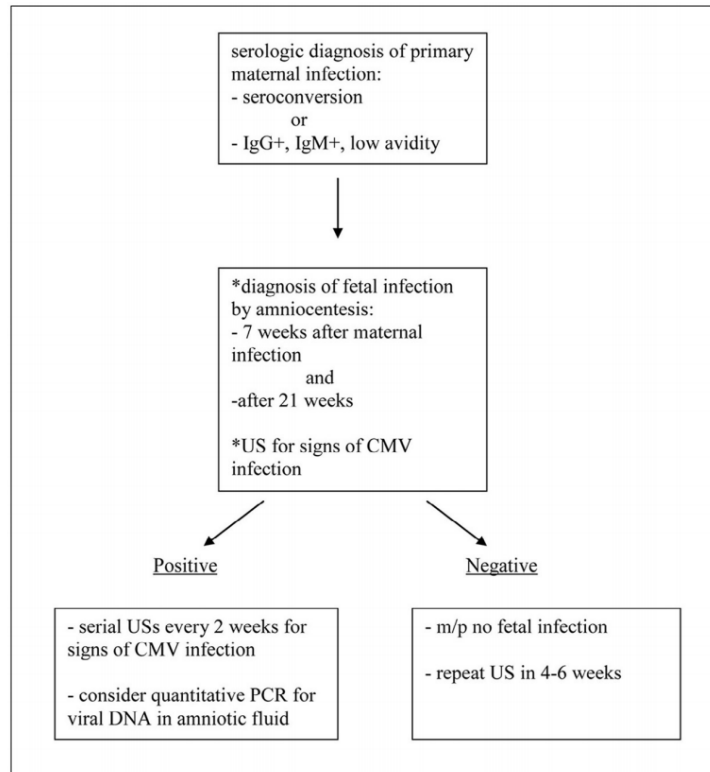 serologic diagnosis of primary
maternal infection:
- seroconversion
or
- IgG+, IgM+, low avidity
*diagnosis of fetal infection
by amniocentesis:
- 7 weeks after maternal
infection
and
-after 21 weeks
*US for signs of CMV
infection
Positive
- serial USs every 2 weeks for
signs of CMV infection
- consider quantitative PCR for
viral DNA in amniotic fluid
Negative
- m/p no fetal infection
- repeat US in 4-6 weeks